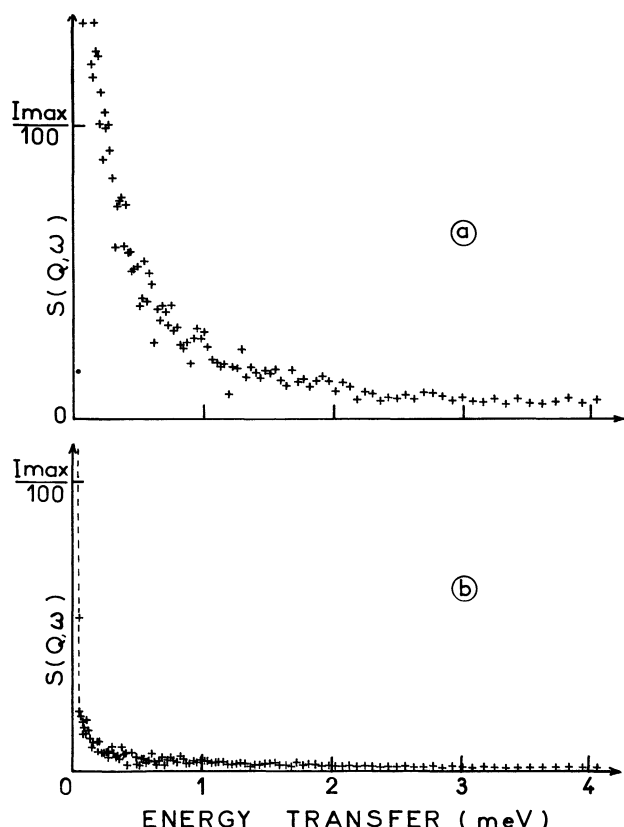 Imax
100
S(Q,ω)
ⓐ
0
1
2
3
4
Imax
100
S(Q,ω)
ⓑ
0
1
2
3
4
ENERGY TRANSFER (meV)